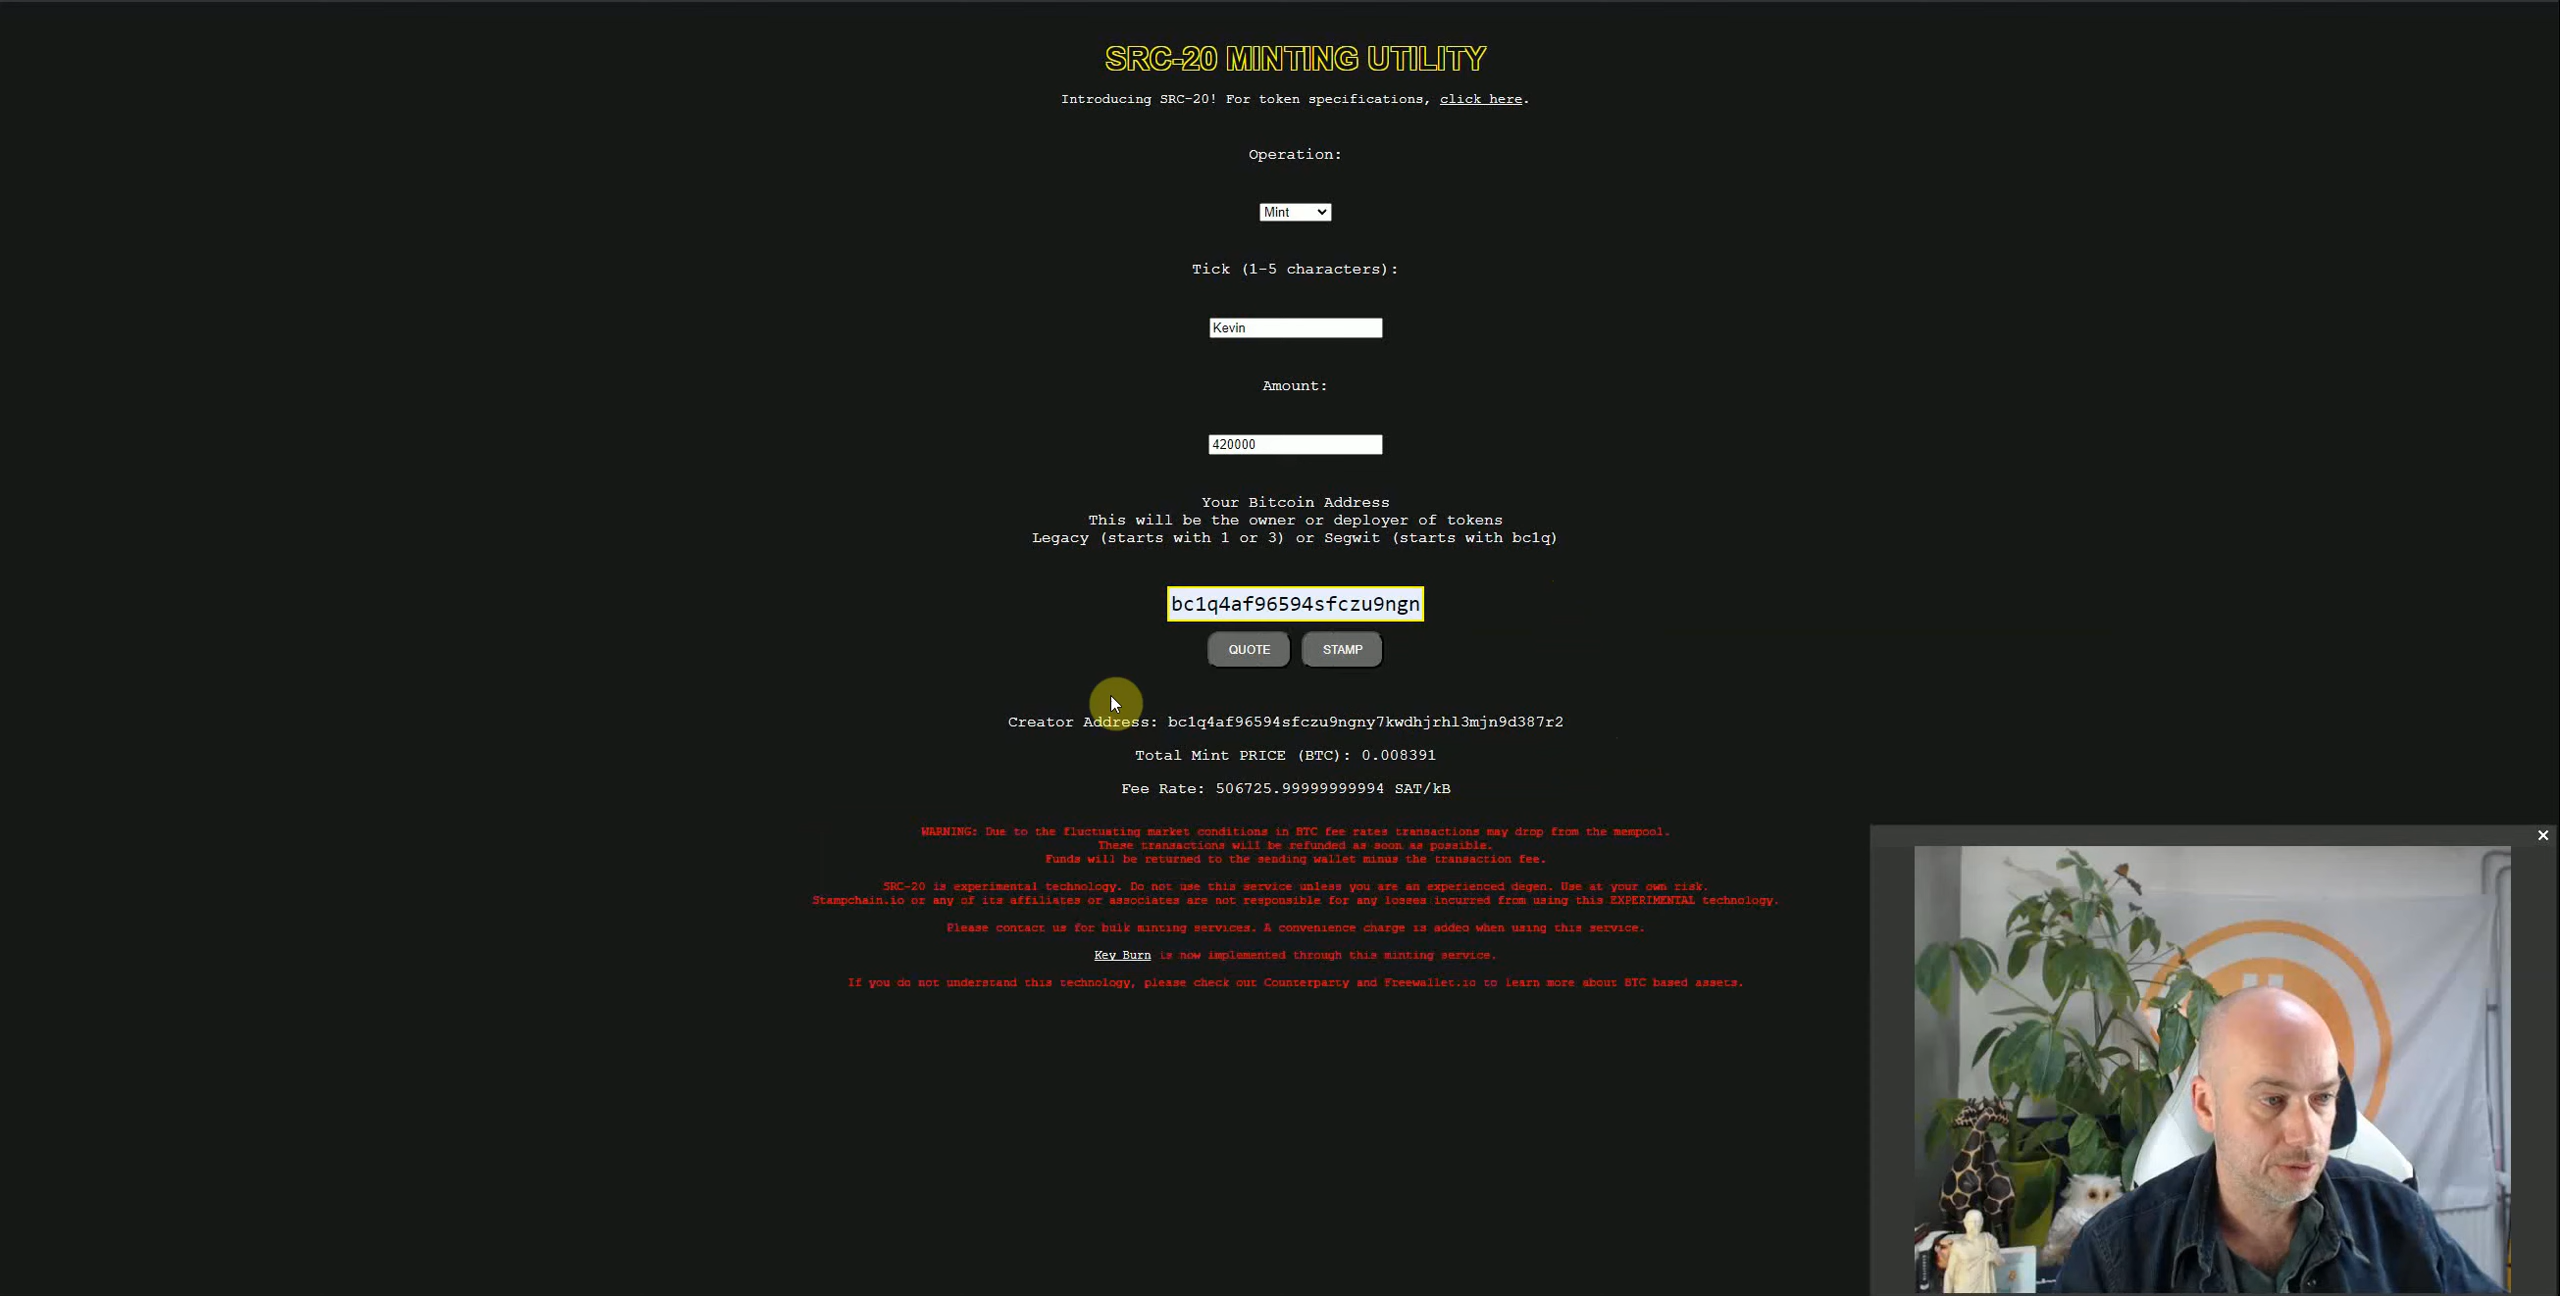 SRC-20 MINTING UTILITY
Introducing SRC-20! For token specifications, click here.
Operation:
Mint
Tick (1-5 characters):
Kevin
Amount:
420000
Your Bitcoin Address
This will be the owner or deployer of tokens
Legacy (starts with 1 or 3) or Segwit (starts with bc1q)
bc1q4af96594sfczu9ngn
QUOTE STAMP
Creator Address: bc1q4af96594sfczu9ngny7kwdhjrhl3mjn9d387r2
Total Mint PRICE (BTC): 0.008391
Fee Rate: 506725.99999999994 SAT/kB
WARNING: Due to the fluctuating market conditions in BTC fee rates transactions may drop from the mempool.
These transactions will be refunded as soon as possible.
Funds will be returned to the sending wallet minus the transaction fee.
SRC-20 is experimental technology. Do not use this service unless you are an experienced degen. Use at your own risk.
Stampchain.io or any of its affiliates or associates are not responsible for any losses incurred from using this EXPERIMENTAL technology.
Please contact us for bulk minting services. A convenience charge is added when using this service.
Key Burn is now implemented through this minting service.
If you do not understand this technology, please check out Counterparty and Freewallet.io to learn more about BTC based assets.